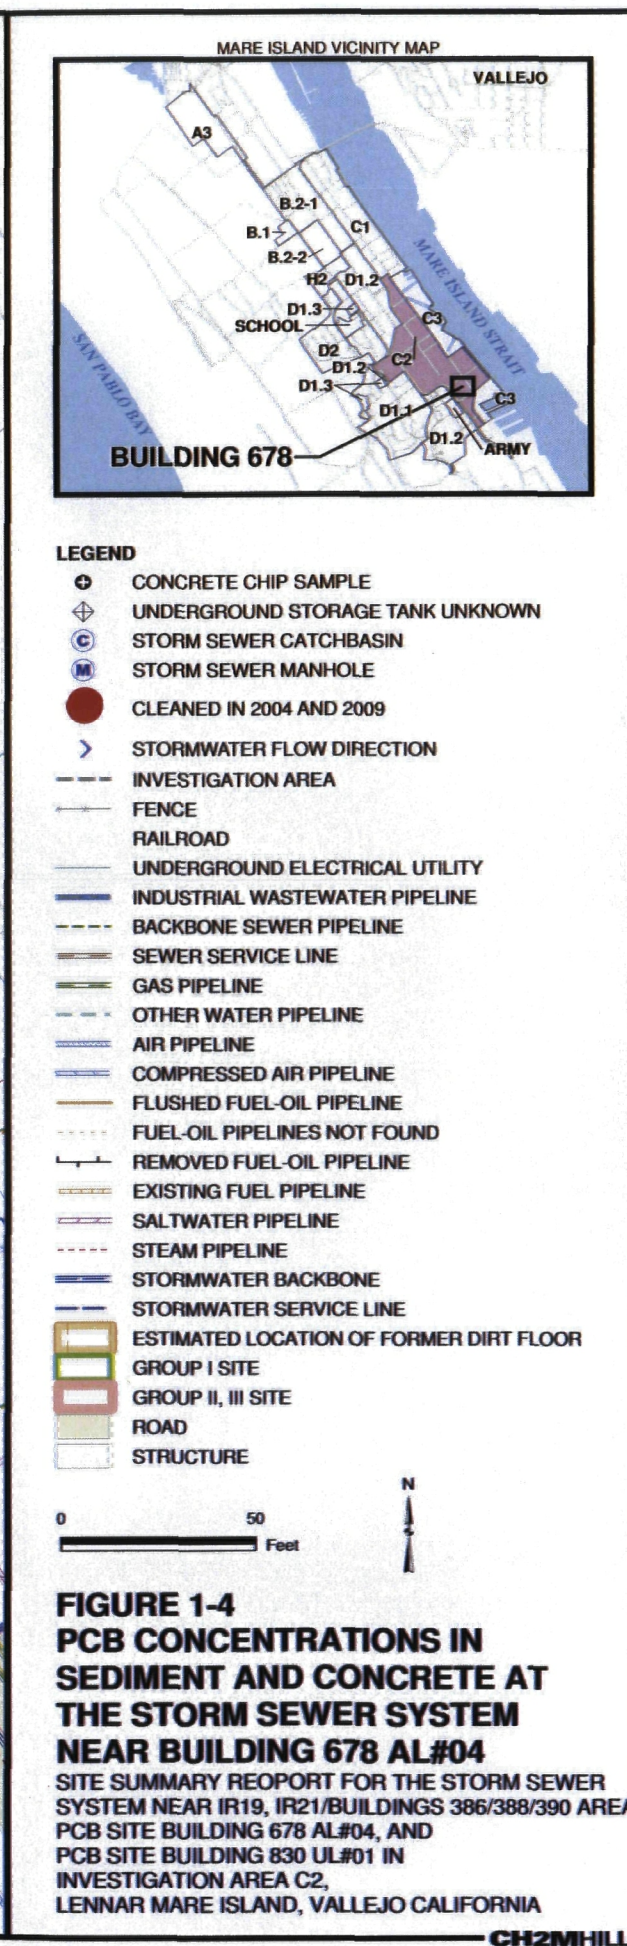 MARE ISLAND VICINITY MAP
VALLEJO
A3
B.2-1
B.1
C1
B.2-2
MARE ISLAND STRAIT
H2
D1.2
D1.3
C3
SCHOOL
SAN PABLO BAY
D2
C2
D1.2
D1.3
C3
D1.1
D1.2
ARMY
BUILDING 678
LEGEND
CONCRETE CHIP SAMPLE
UNDERGROUND STORAGE TANK UNKNOWN
C STORM SEWER CATCHBASIN
M STORM SEWER MANHOLE
CLEANED IN 2004 AND 2009
STORMWATER FLOW DIRECTION
INVESTIGATION AREA
FENCE
RAILROAD
UNDERGROUND ELECTRICAL UTILITY
INDUSTRIAL WASTEWATER PIPELINE
BACKBONE SEWER PIPELINE
SEWER SERVICE LINE
GAS PIPELINE
OTHER WATER PIPELINE
AIR PIPELINE
COMPRESSED AIR PIPELINE
FLUSHED FUEL-OIL PIPELINE
FUEL-OIL PIPELINES NOT FOUND
REMOVED FUEL-OIL PIPELINE
EXISTING FUEL PIPELINE
SALTWATER PIPELINE
STEAM PIPELINE
STORMWATER BACKBONE
STORMWATER SERVICE LINE
ESTIMATED LOCATION OF FORMER DIRT FLOOR
GROUP I SITE
GROUP II, III SITE
ROAD
STRUCTURE
N
0 50
Feet
FIGURE 1-4
PCB CONCENTRATIONS IN
SEDIMENT AND CONCRETE AT
THE STORM SEWER SYSTEM
NEAR BUILDING 678 AL#04
SITE SUMMARY REOPORT FOR THE STORM SEWER
SYSTEM NEAR IR19, IR21/BUILDINGS 386/388/390 AREA
PCB SITE BUILDING 678 AL#04, AND
PCB SITE BUILDING 830 UL#01 IN
INVESTIGATION AREA C2,
LENNAR MARE ISLAND, VALLEJO CALIFORNIA
CH2MHILL